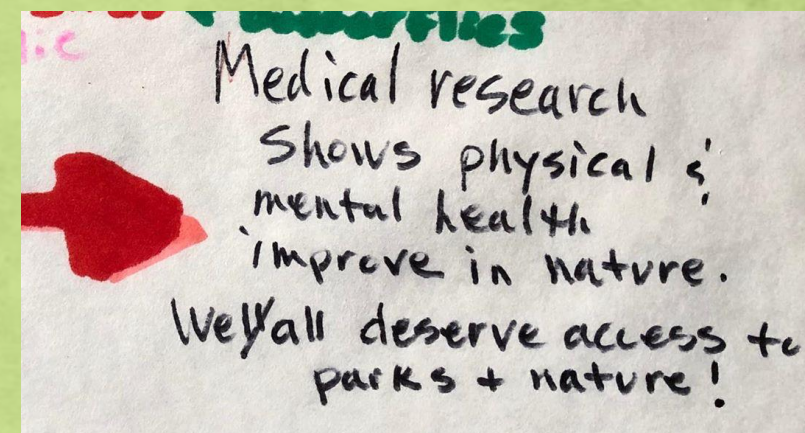 Medical research
shows physical &
mental health
improve in nature.
We all deserve access to
parks + nature!